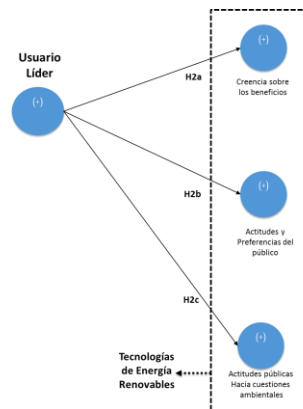 Usuario
Líder
(+)
H2a
(+)
Creencia sobre
los beneficios
H2b
(+)
Actitudes y
Preferencias del
público
H2c
(+)
Tecnologías
de Energía
Renovables
Actitudes públicas
Hacia cuestiones
ambientales